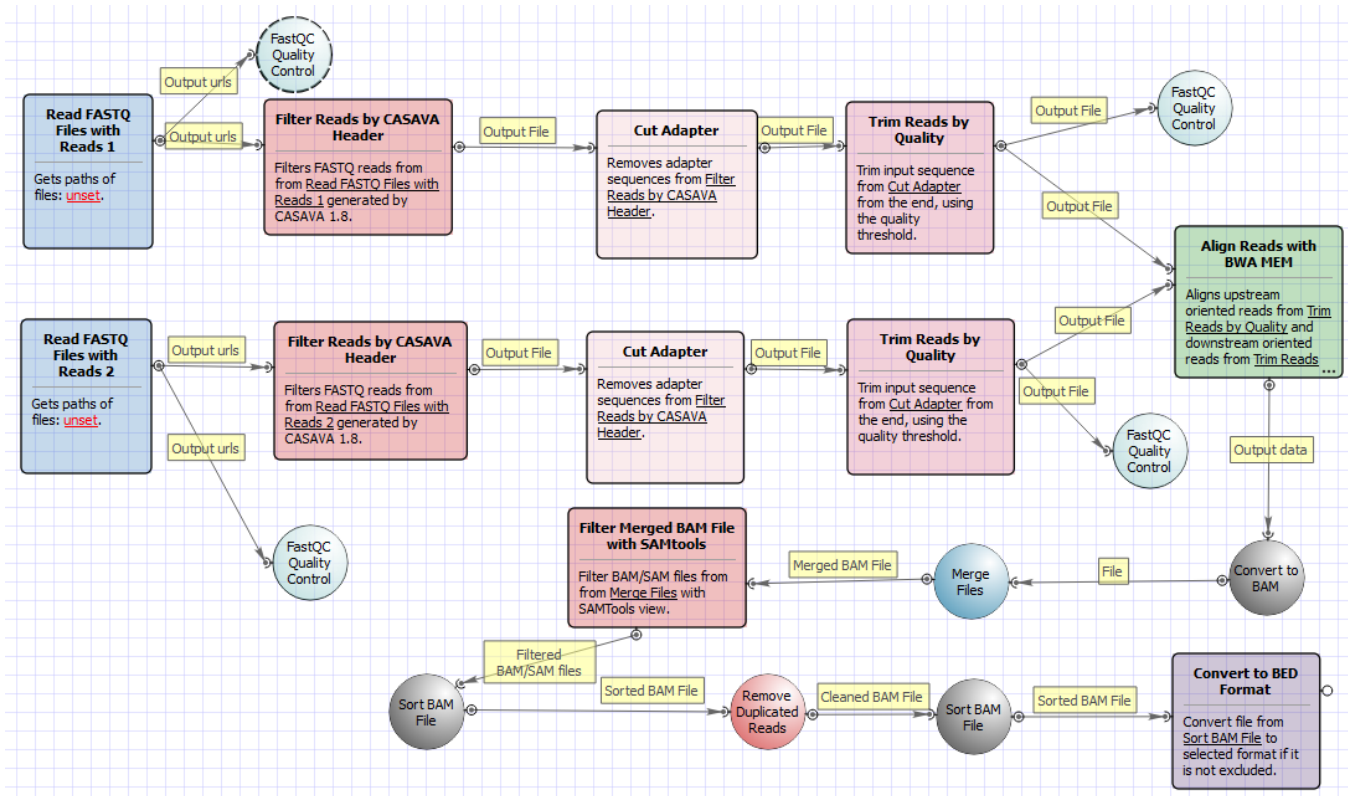 FastQC
Quality
Control
Output urls
Read FASTQ
Files with
Reads 1
Gets paths of
files: unset.
Output urls
Filter Reads by CASAVA
Header
Filters FASTQ reads from
from Read FASTQ Files with
Reads 1 generated by
CASAVA 1.8.
Output File
Cut Adapter
Removes adapter
sequences from Filter
Reads by CASAVA
Header.
Output File
Trim Reads by
Quality
Trim input sequence
from Cut Adapter
from the end, using
the quality
threshold.
Output File
FastQC
Quality
Control
Output File
Align Reads with
BWA MEM
Aligns upstream
oriented reads from Trim
Reads by Quality and
downstream oriented
reads from Trim Reads
...
Read FASTQ
Files with
Reads 2
Gets paths of
files: unset.
Output urls
Filter Reads by CASAVA
Header
Filters FASTQ reads from
from Read FASTQ Files with
Reads 2 generated by
CASAVA 1.8.
Output File
Cut Adapter
Removes adapter
sequences from Filter
Reads by CASAVA
Header.
Output File
Trim Reads by
Quality
Trim input sequence
from Cut Adapter from
the end, using the
quality threshold.
Output File
Output File
FastQC
Quality
Control
Output urls
FastQC
Quality
Control
Output data
Convert to
BAM
File
Merge
Files
Merged BAM File
Filter Merged BAM File
with SAMtools
Filter BAM/SAM files from
from Merge Files with
SAMTools view.
Filtered
BAM/SAM files
Sort BAM
File
Sorted BAM File
Remove
Duplicated
Reads
Cleaned BAM File
Sort BAM
File
Sorted BAM File
Convert to BED
Format
Convert file from
Sort BAM File to
selected format if it
is not excluded.